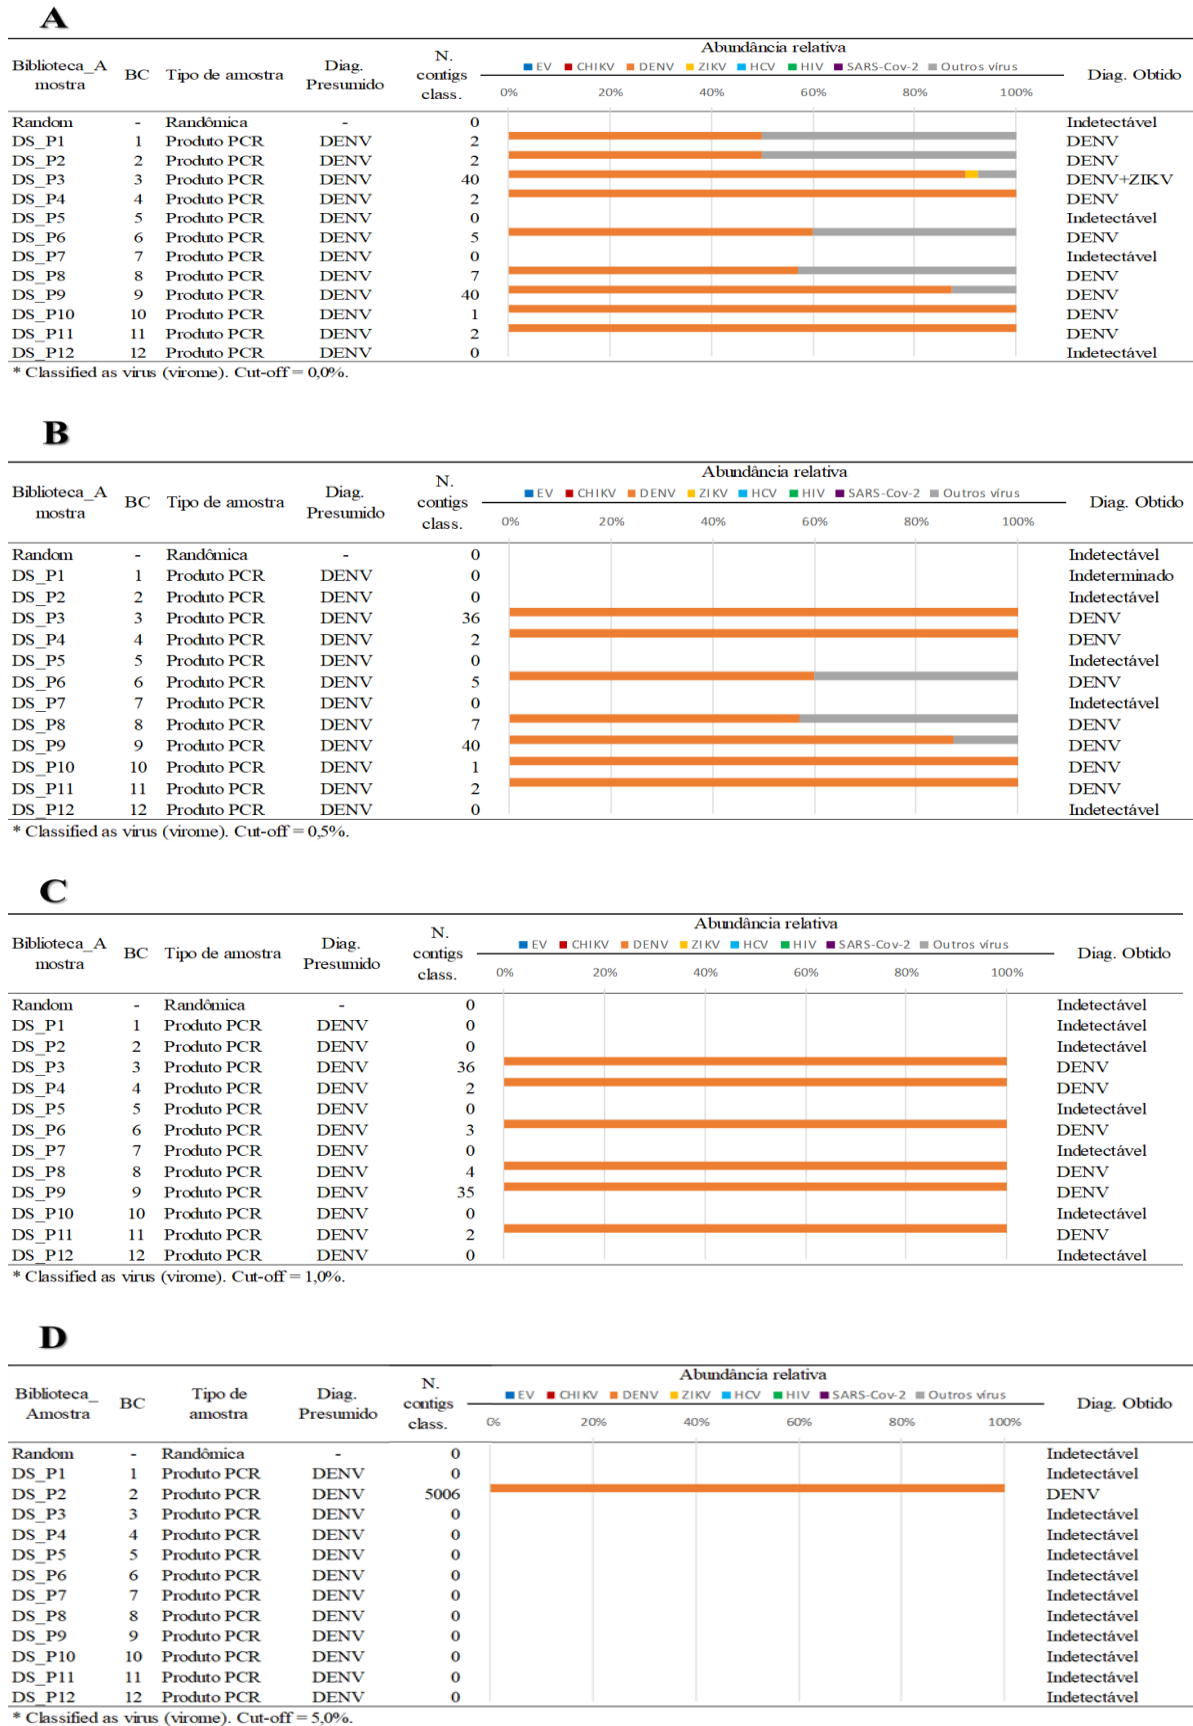 A
Abundância relativa
Biblioteca_A mostra BC Tipo de amostra Diag. Presumido N. contigs class. EV CHIKV DENV ZIKV HCV HIV SARS-Cov-2 Outros vírus Diag. Obtido
0% 20% 40% 60% 80% 100%
Random - Randômica - 0 Indetectável
DS_P1 1 Produto PCR DENV 2 DENV
DS_P2 2 Produto PCR DENV 2 DENV
DS_P3 3 Produto PCR DENV 40 DENV+ZIKV
DS_P4 4 Produto PCR DENV 2 DENV
DS_P5 5 Produto PCR DENV 0 Indetectável
DS_P6 6 Produto PCR DENV 5 DENV
DS_P7 7 Produto PCR DENV 0 Indetectável
DS_P8 8 Produto PCR DENV 7 DENV
DS_P9 9 Produto PCR DENV 40 DENV
DS_P10 10 Produto PCR DENV 1 DENV
DS_P11 11 Produto PCR DENV 2 DENV
DS_P12 12 Produto PCR DENV 0 Indetectável
* Classified as virus (virome). Cut-off = 0,0%.
B
Abundância relativa
Biblioteca_A mostra BC Tipo de amostra Diag. Presumido N. contigs class. EV CHIKV DENV ZIKV HCV HIV SARS-Cov-2 Outros vírus Diag. Obtido
0% 20% 40% 60% 80% 100%
Random - Randômica - 0 Indetectável
DS_P1 1 Produto PCR DENV 0 Indeterminado
DS_P2 2 Produto PCR DENV 0 Indetectável
DS_P3 3 Produto PCR DENV 36 DENV
DS_P4 4 Produto PCR DENV 2 DENV
DS_P5 5 Produto PCR DENV 0 Indetectável
DS_P6 6 Produto PCR DENV 5 DENV
DS_P7 7 Produto PCR DENV 0 Indetectável
DS_P8 8 Produto PCR DENV 7 DENV
DS_P9 9 Produto PCR DENV 40 DENV
DS_P10 10 Produto PCR DENV 1 DENV
DS_P11 11 Produto PCR DENV 2 DENV
DS_P12 12 Produto PCR DENV 0 Indetectável
* Classified as virus (virome). Cut-off = 0,5%.
C
Abundância relativa
Biblioteca_A mostra BC Tipo de amostra Diag. Presumido N. contigs class. EV CHIKV DENV ZIKV HCV HIV SARS-Cov-2 Outros vírus Diag. Obtido
0% 20% 40% 60% 80% 100%
Random - Randômica - 0 Indetectável
DS_P1 1 Produto PCR DENV 0 Indetectável
DS_P2 2 Produto PCR DENV 0 Indetectável
DS_P3 3 Produto PCR DENV 36 DENV
DS_P4 4 Produto PCR DENV 2 DENV
DS_P5 5 Produto PCR DENV 0 Indetectável
DS_P6 6 Produto PCR DENV 3 DENV
DS_P7 7 Produto PCR DENV 0 Indetectável
DS_P8 8 Produto PCR DENV 4 DENV
DS_P9 9 Produto PCR DENV 35 DENV
DS_P10 10 Produto PCR DENV 0 Indetectável
DS_P11 11 Produto PCR DENV 2 DENV
DS_P12 12 Produto PCR DENV 0 Indetectável
* Classified as virus (virome). Cut-off = 1,0%.
D
Abundância relativa
Biblioteca_ Amostra BC Tipo de amostra Diag. Presumido N. contigs class. EV CHIKV DENV ZIKV HCV HIV SARS-Cov-2 Outros vírus Diag. Obtido
0% 20% 40% 60% 80% 100%
Random - Randômica - 0 Indetectável
DS_P1 1 Produto PCR DENV 0 Indetectável
DS_P2 2 Produto PCR DENV 5006 DENV
DS_P3 3 Produto PCR DENV 0 Indetectável
DS_P4 4 Produto PCR DENV 0 Indetectável
DS_P5 5 Produto PCR DENV 0 Indetectável
DS_P6 6 Produto PCR DENV 0 Indetectável
DS_P7 7 Produto PCR DENV 0 Indetectável
DS_P8 8 Produto PCR DENV 0 Indetectável
DS_P9 9 Produto PCR DENV 0 Indetectável
DS_P10 10 Produto PCR DENV 0 Indetectável
DS_P11 11 Produto PCR DENV 0 Indetectável
DS_P12 12 Produto PCR DENV 0 Indetectável
* Classified as virus (virome). Cut-off = 5,0%.